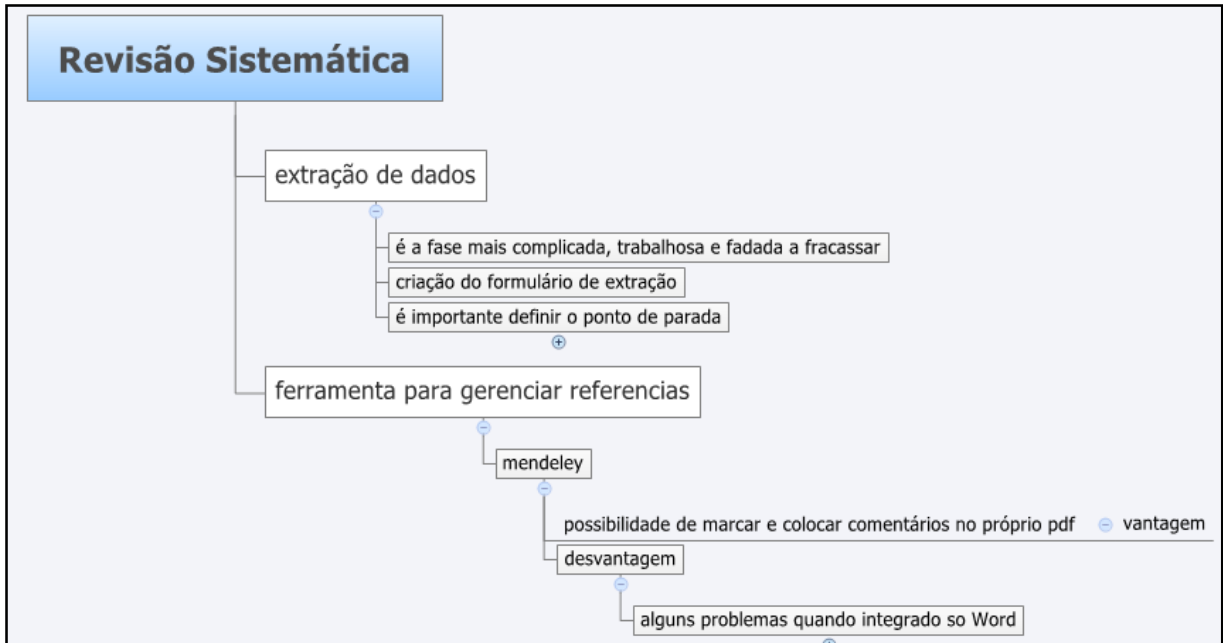 Revisão Sistemática
extração de dados
é a fase mais complicada, trabalhosa e fadada a fracassar
criação do formulário de extração
é importante definir o ponto de parada
ferramenta para gerenciar referencias
mendeley
possibilidade de marcar e colocar comentários no próprio pdf vantagem
desvantagem
alguns problemas quando integrado so Word